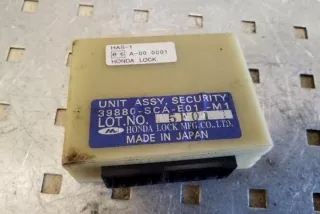 HAS-1
A-00 0001
HONDA LOCK
UNIT ASSY, SECURITY
39880-SCA-E01 -M1
LOT.NO. 5F01
HONDA LOCK MFG.CO.,LTD.
MADE IN JAPAN